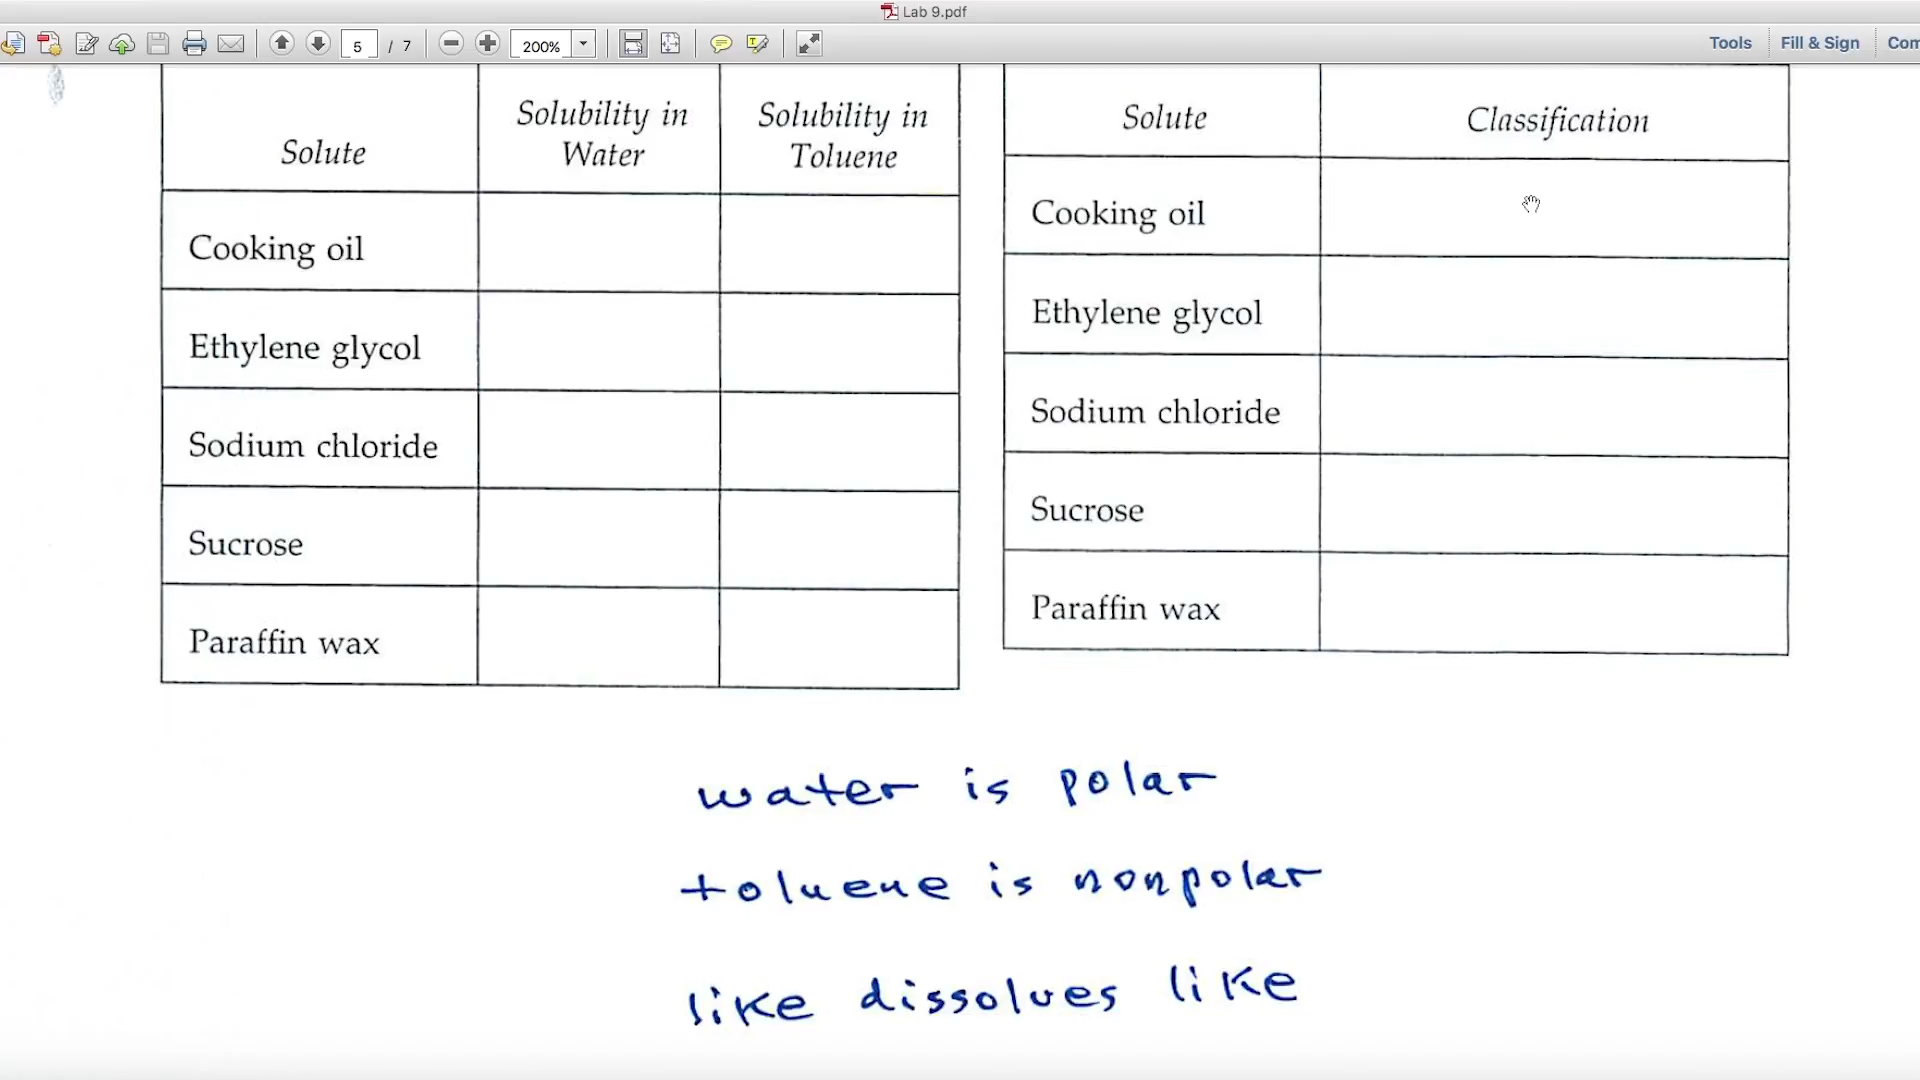 Lab 9.pdf
5 / 7 200% Tools Fill & Sign Com
Solute Solubility in Water Solubility in Toluene
Cooking oil
Ethylene glycol
Sodium chloride
Sucrose
Paraffin wax
Solute Classification
Cooking oil
Ethylene glycol
Sodium chloride
Sucrose
Paraffin wax
water is polar
toluene is nonpolar
like dissolves like